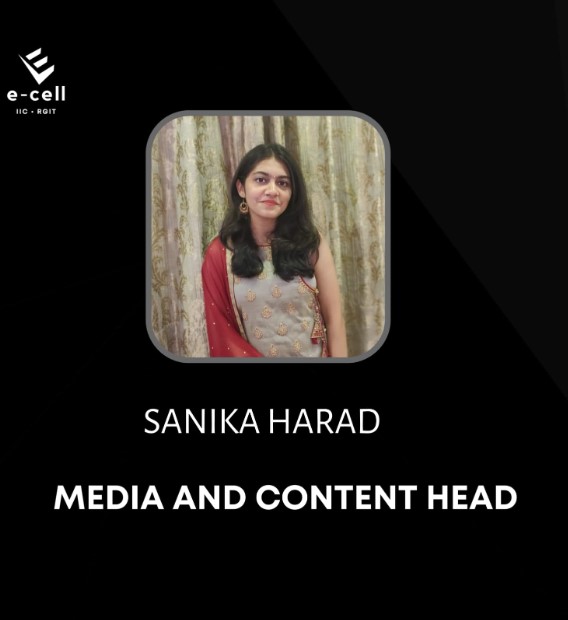 e-cell
IIC • RGIT
SANIKA HARAD
MEDIA AND CONTENT HEAD